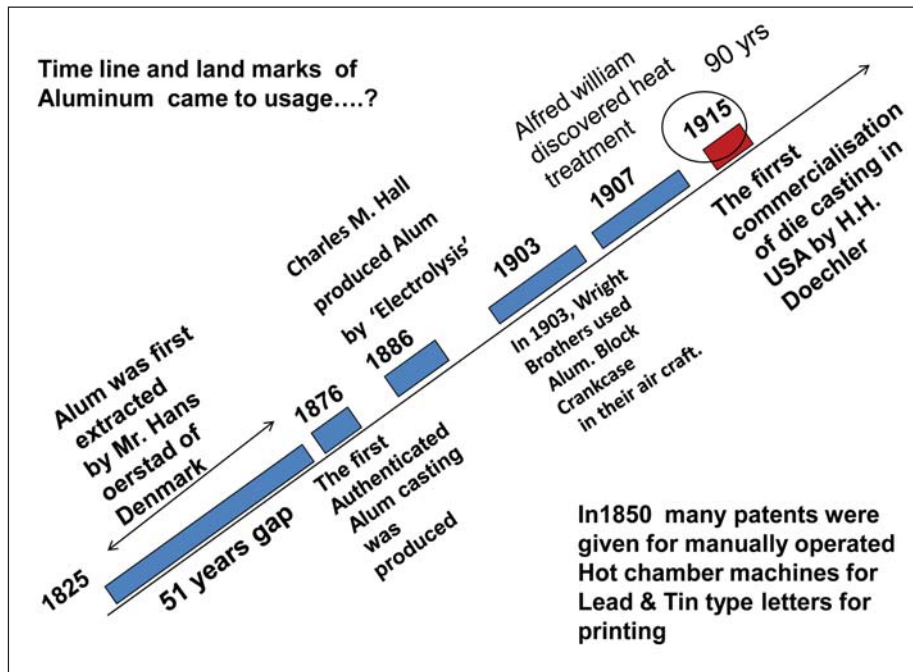 Time line and land marks of
Aluminum came to usage....?
1825
Alum was first
extracted
by Mr. Hans
oerstad of
Denmark
51 years gap
1876
The first
Authenticated
Alum casting
was
produced
Charles M. Hall
produced Alum
by 'Electrolysis'
1886
1903
In 1903, Wright
Brothers used
Alum. Block
Crankcase
in their air craft.
Alfred william
discovered heat
treatment
1907
90 yrs
1915
The firrst
commercialisation
of die casting in
USA by H.H.
Doechler
In1850 many patents were
given for manually operated
Hot chamber machines for
Lead & Tin type letters for
printing